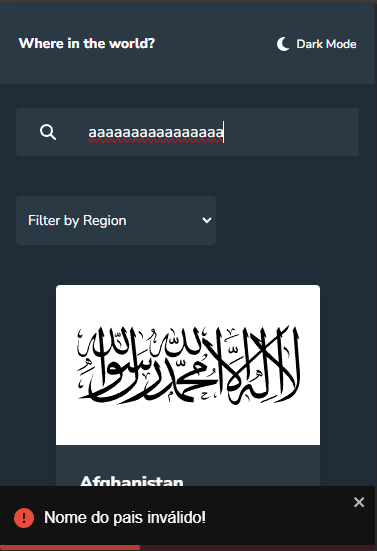 Where in the world?
Dark Mode
aaaaaaaaaaaaaaaa
Filter by Region
لا إله إلا الله محمد رسول الله
Afghanistan
Nome do pais inválido!